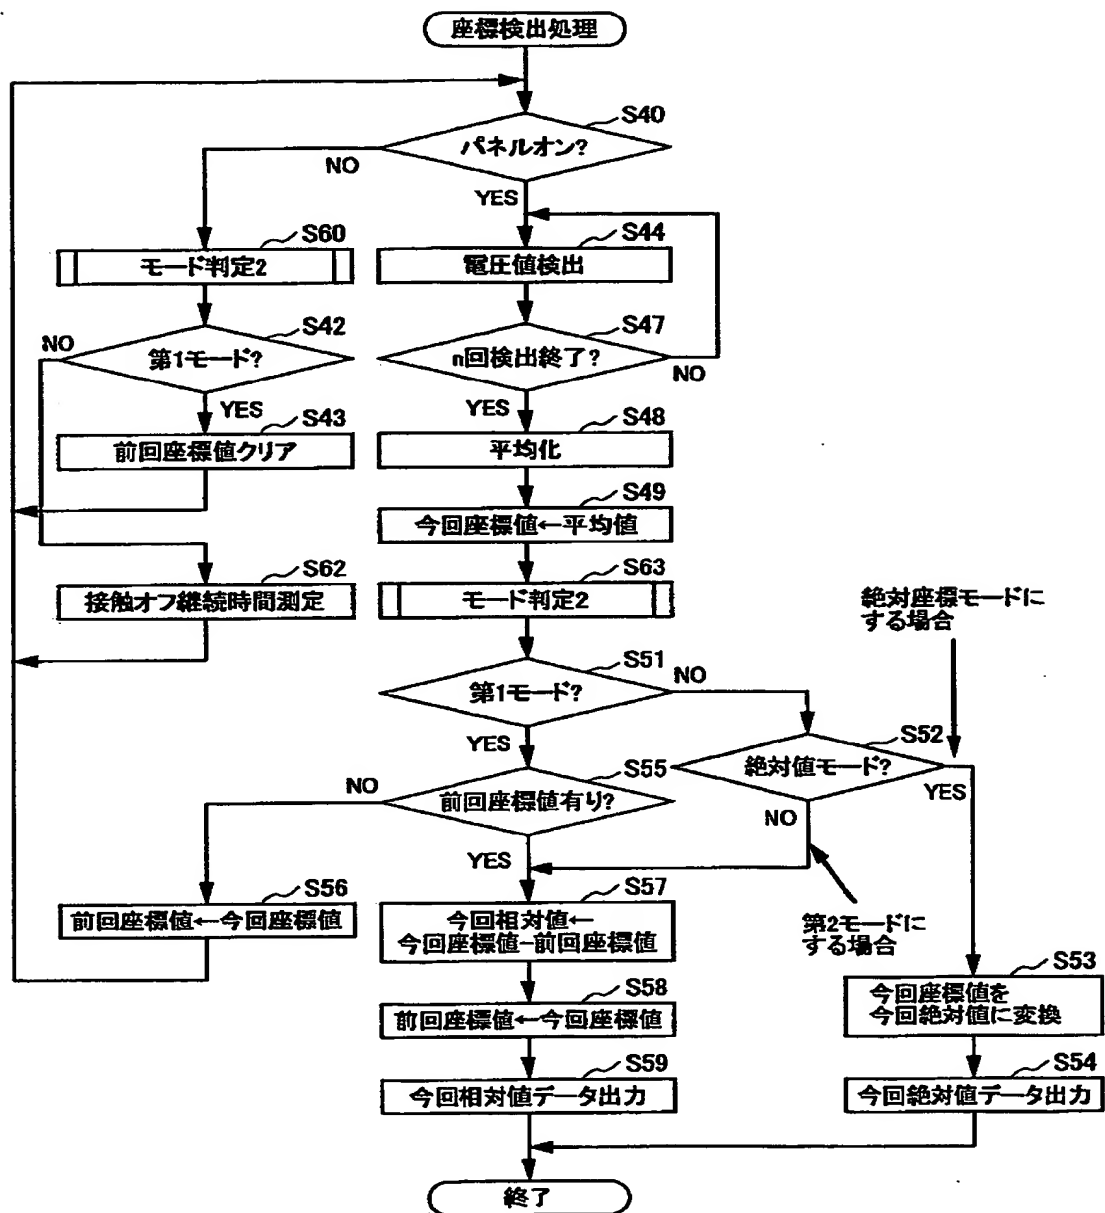 座標検出処理
S40
パネルオン?
NO
YES
S60
モード判定2
S44
電圧値検出
S42
NO
第1モード?
YES
S47
n回検出終了?
NO
YES
S43
前回座標値クリア
S48
平均化
S49
今回座標値←平均値
S62
接触オフ継続時間測定
S63
モード判定2
絶対座標モードに
する場合
S51
NO
第1モード?
YES
S52
絶対値モード?
YES
NO
S55
NO
前回座標値有り?
YES
S56
前回座標値←今回座標値
S57
今回相対値←
今回座標値-前回座標値
第2モードに
する場合
S53
今回座標値を
今回絶対値に変換
S58
前回座標値←今回座標値
S59
今回相対値データ出力
S54
今回絶対値データ出力
終了